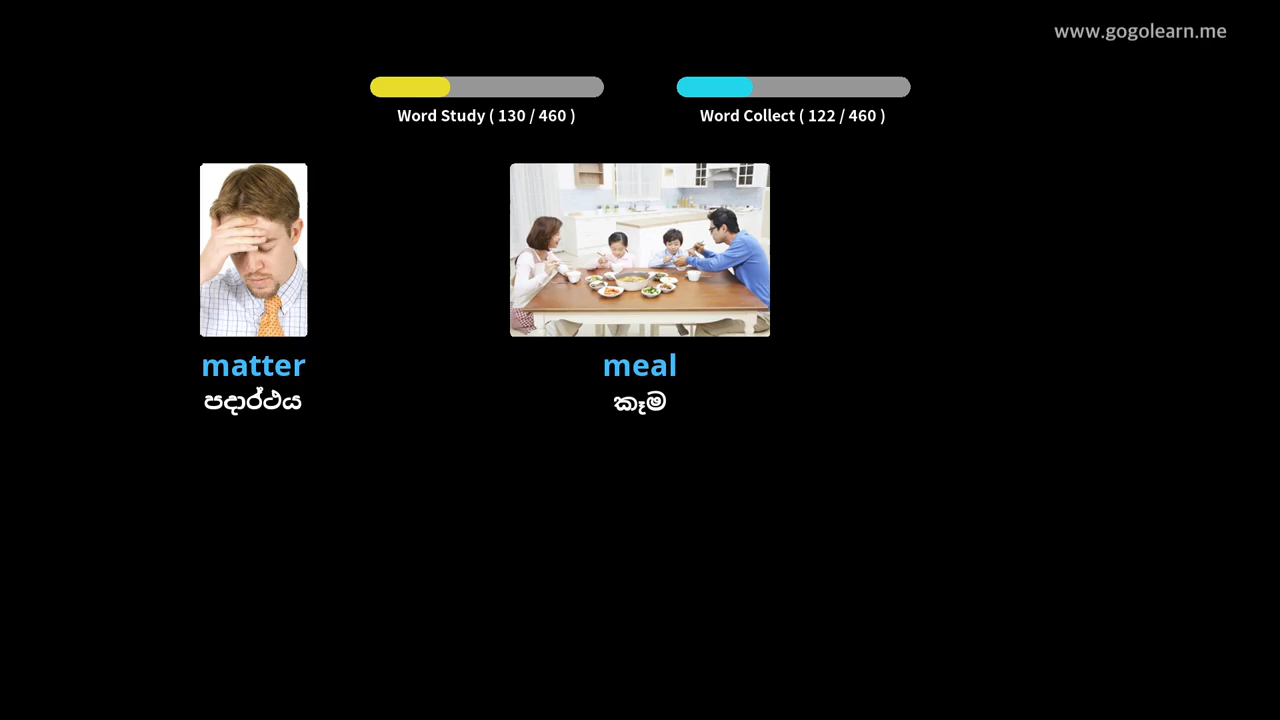 www.gogolearn.me
Word Study ( 130 / 460 )
Word Collect ( 122 / 460 )
matter
පදාර්ථය
meal
කෑම